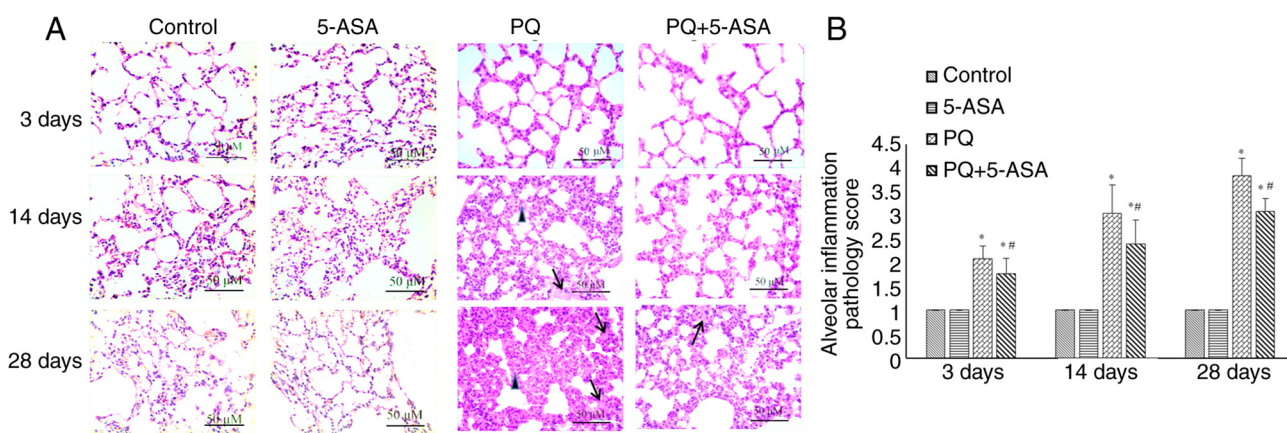 A
Control
5-ASA
PQ
PQ+5-ASA
3 days
50 µM
50 µM
50 µM
50 µM
14 days
50 µM
50 µM
50 µM
50 µM
28 days
50 µM
50 µM
50 µM
50 µM
B
Control
5-ASA
PQ
PQ+5-ASA
Alveolar inflammation
pathology score
4.5
4
3.5
3
2.5
2
1.5
1
0.5
0
*
* #
*
*#
*
*#
3 days
14 days
28 days